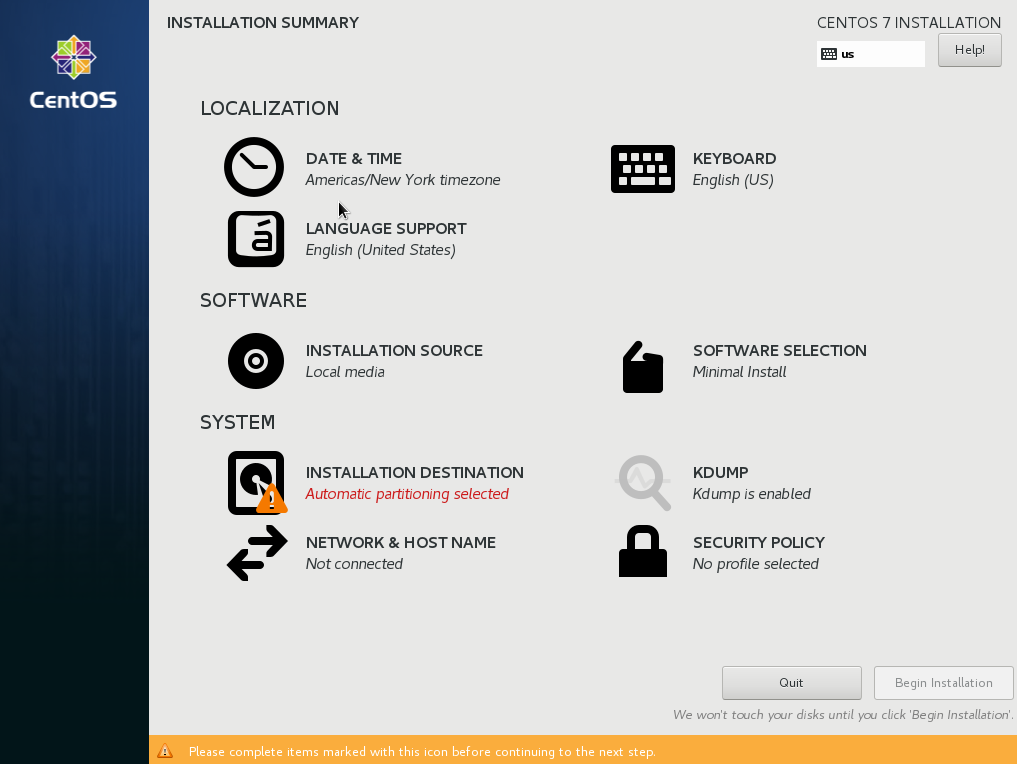 CentOS
INSTALLATION SUMMARY
CENTOS 7 INSTALLATION
us
Help!
LOCALIZATION
DATE & TIME
Americas/New York timezone
KEYBOARD
English (US)
á
LANGUAGE SUPPORT
English (United States)
SOFTWARE
INSTALLATION SOURCE
Local media
SOFTWARE SELECTION
Minimal Install
SYSTEM
INSTALLATION DESTINATION
Automatic partitioning selected
KDUMP
Kdump is enabled
NETWORK & HOST NAME
Not connected
SECURITY POLICY
No profile selected
Quit
Begin Installation
We won't touch your disks until you click 'Begin Installation'.
Please complete items marked with this icon before continuing to the next step.